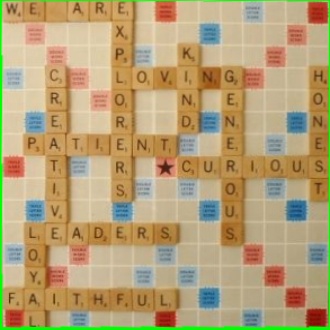 WE ARE
EXPLORERS
KIND
LOVING
CREATIVE
GENEROUS
HONEST
PATIENT
CURIOUS
LEADERS
LOYAL
FAITHFUL